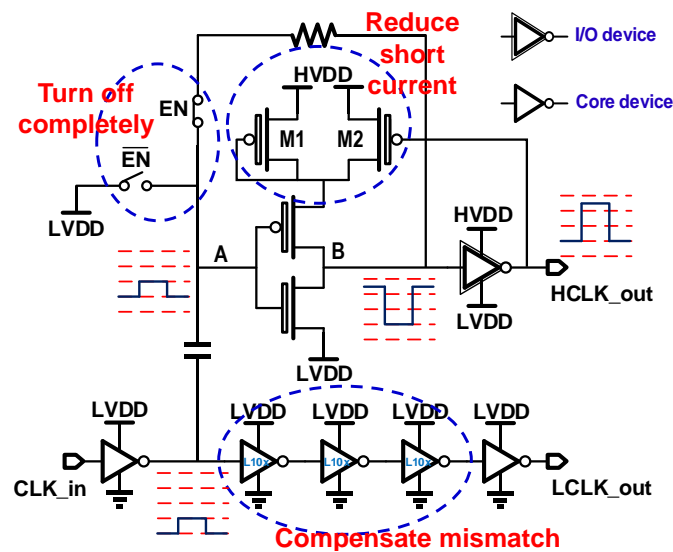 Reduce
short
current
I/O device
Core device
Turn off
completely
EN
EN
LVDD
HVDD
M1
M2
A
B
HVDD
LVDD
HCLK_out
LVDD
LVDD
LVDD
LVDD
LVDD
LVDD
L10x
L10x
L10x
CLK_in
LCLK_out
Compensate mismatch